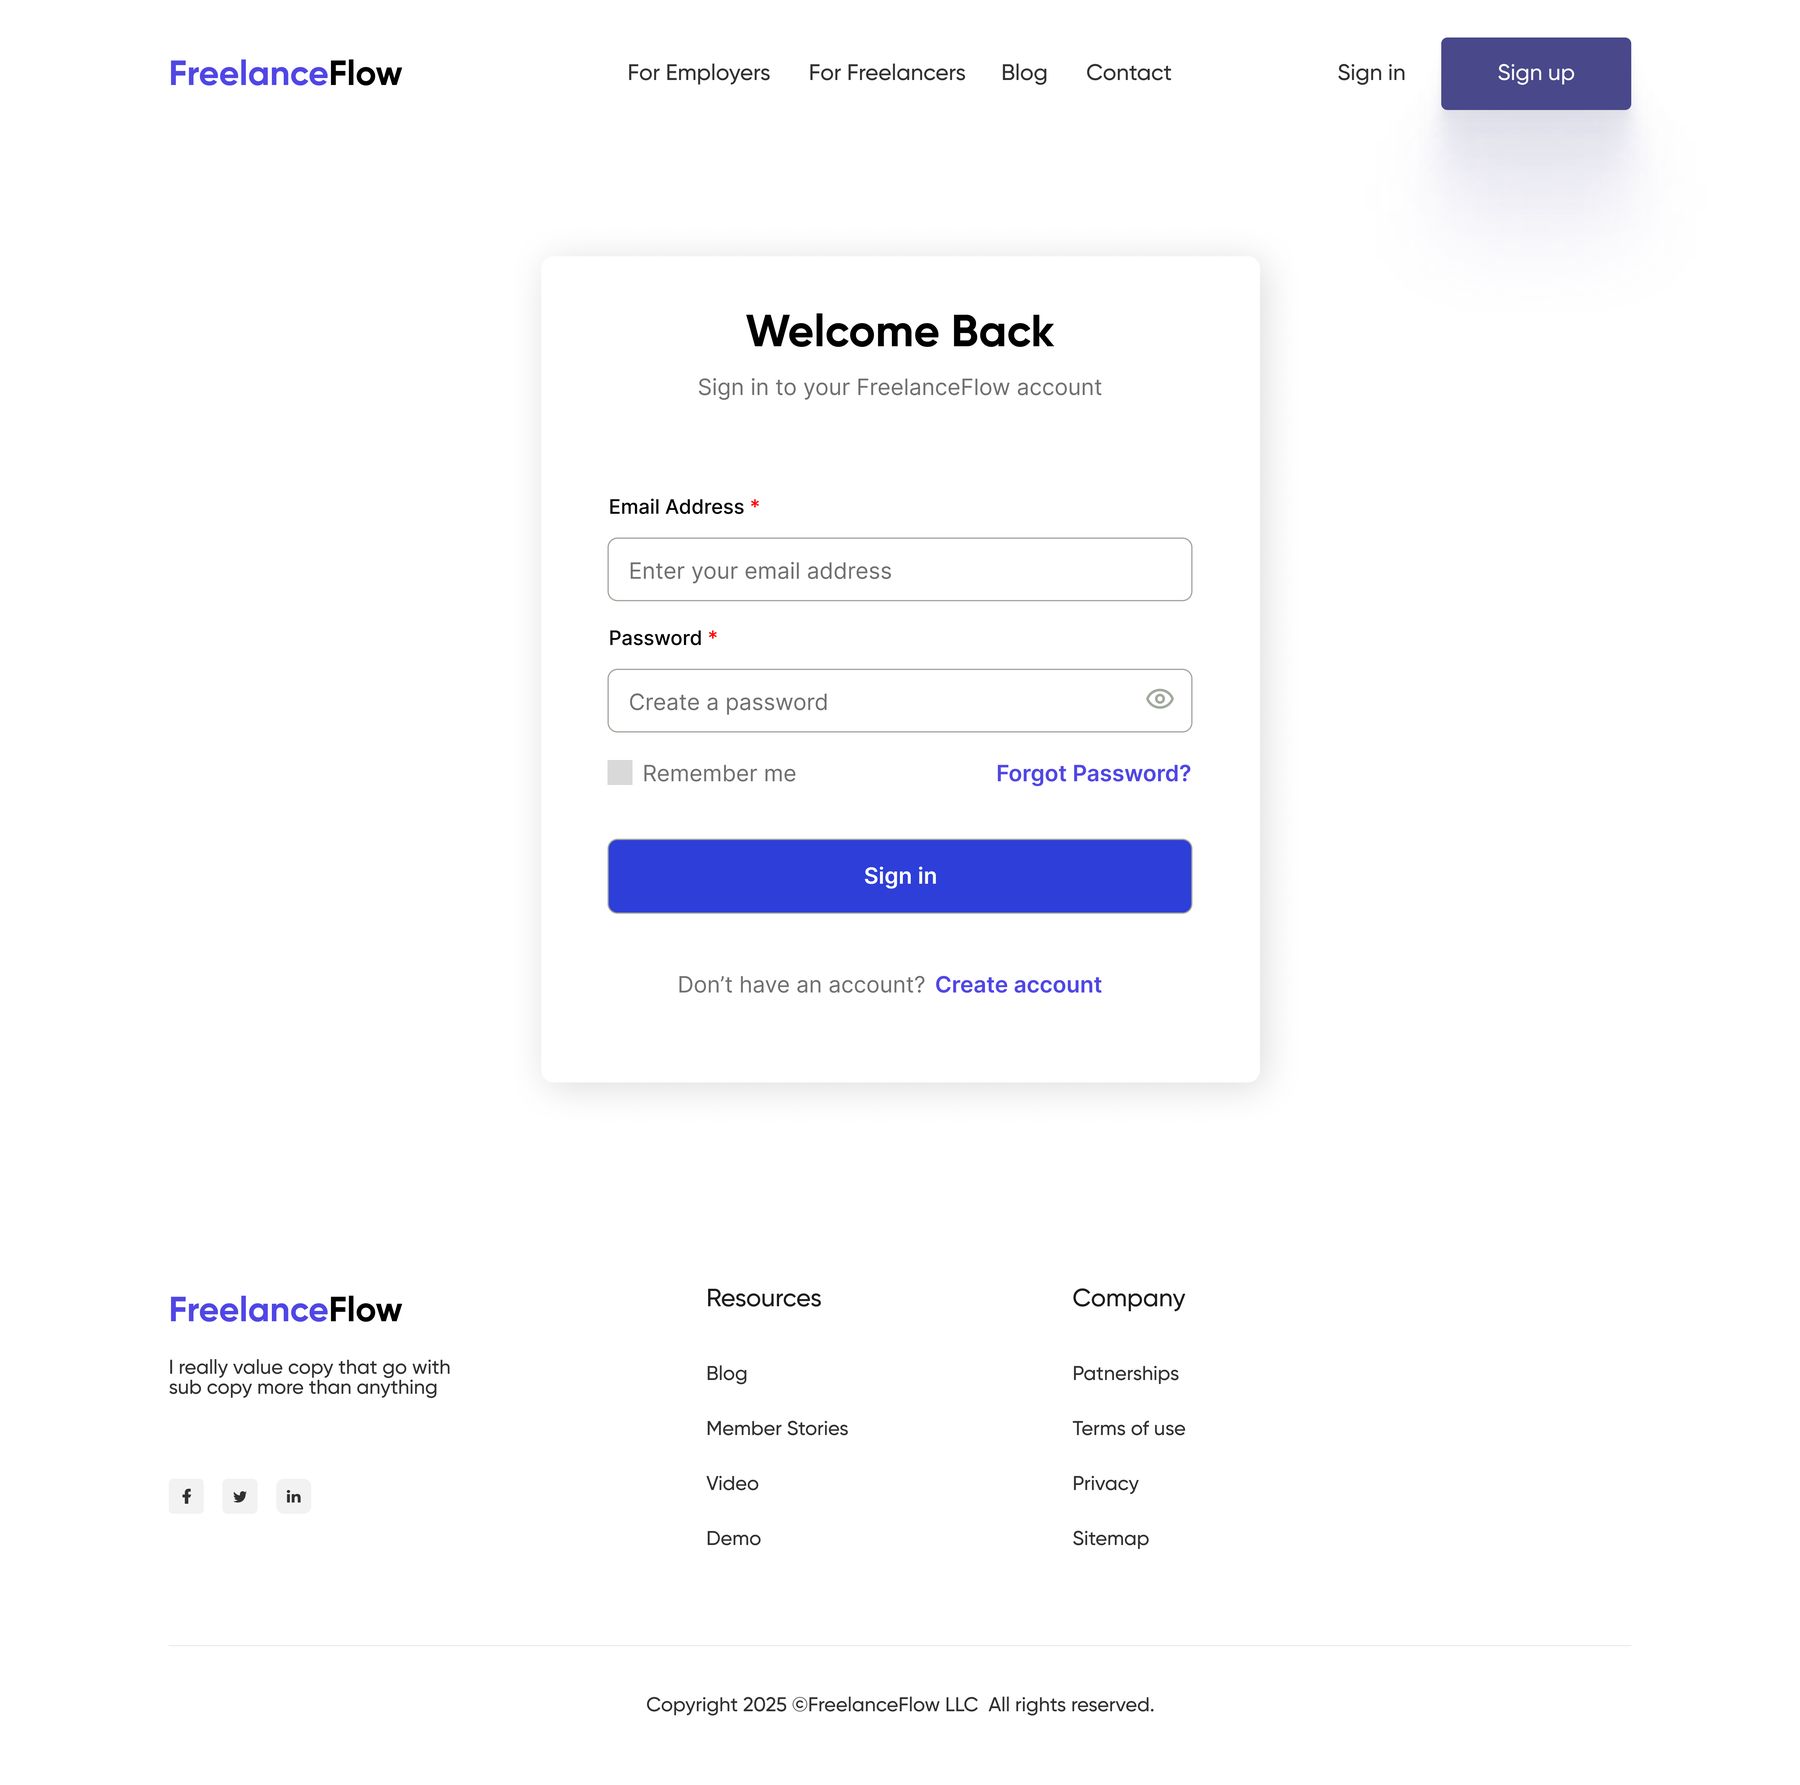 FreelanceFlow
For Employers
For Freelancers
Blog
Contact
Sign in
Sign up
Welcome Back
Sign in to your FreelanceFlow account
Email Address *
Enter your email address
Password *
Create a password
Remember me
Forgot Password?
Sign in
Don’t have an account? Create account
FreelanceFlow
I really value copy that go with
sub copy more than anything
Resources
Blog
Member Stories
Video
Demo
Company
Patnerships
Terms of use
Privacy
Sitemap
Copyright 2025 ©FreelanceFlow LLC All rights reserved.